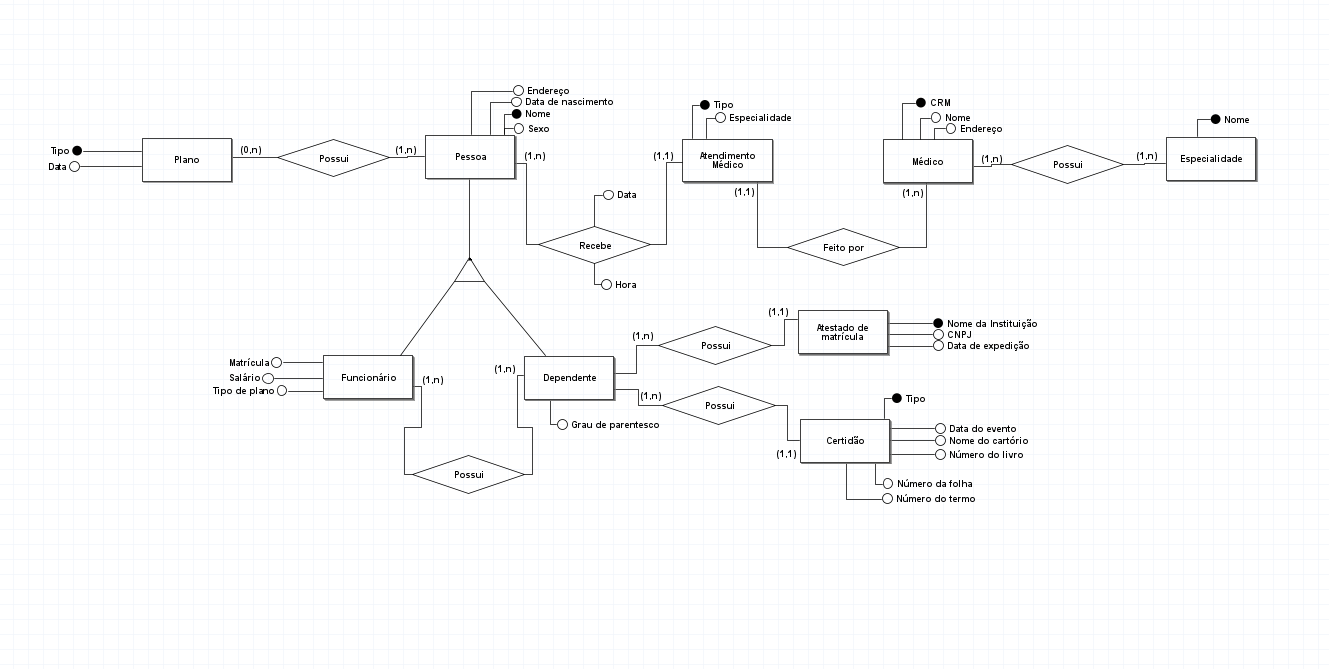 Endereço
Data de nascimento
Nome
Sexo
Tipo
Data
Plano
(0,n)
Possui
(1,n)
Pessoa
(1,n)
Tipo
Especialidade
(1,1)
Atendimento
Médico
(1,1)
CRM
Nome
Endereço
Médico
(1,n)
(1,n)
Possui
(1,n)
Nome
Especialidade
Data
Recebe
Hora
Feito por
Matrícula
Salário
Tipo de plano
Funcionário
(1,n)
(1,n)
Dependente
Grau de parentesco
Possui
(1,n)
Possui
(1,1)
Atestado de
matrícula
Nome da Instituição
CNPJ
Data de expedição
(1,n)
Possui
(1,1)
Certidão
Tipo
Data do evento
Nome do cartório
Número do livro
Número da folha
Número do termo